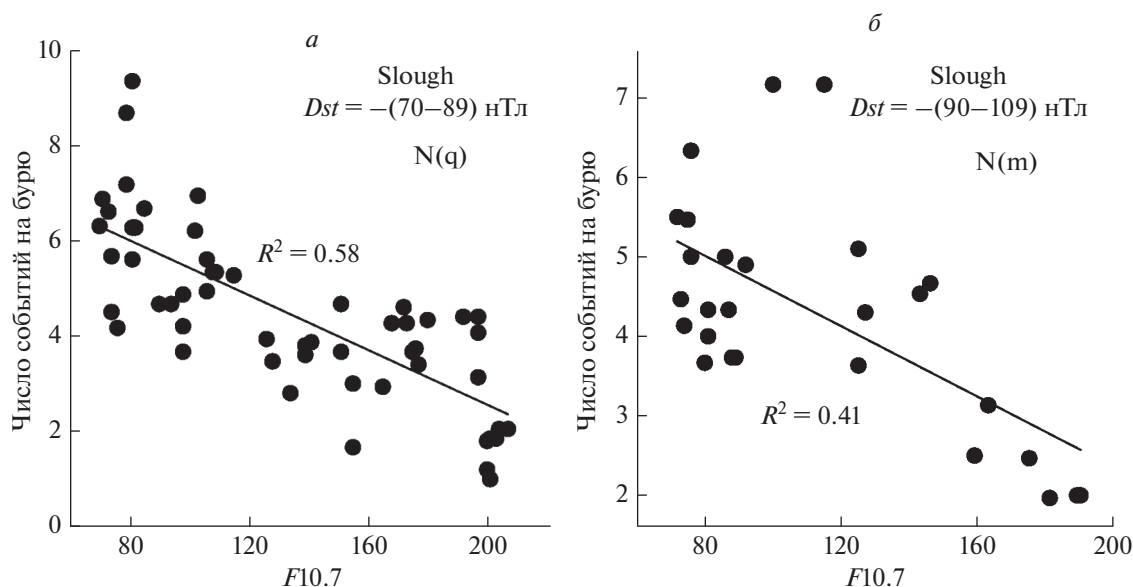 а
10
8
6
4
2
0
Число событий на бурю
Slough
Dst = −(70–89) нТл
N(q)
R² = 0.58
80
120
160
200
F10.7
б
7
6
5
4
3
2
Число событий на бурю
Slough
Dst = −(90–109) нТл
N(m)
R² = 0.41
80
120
160
200
F10.7